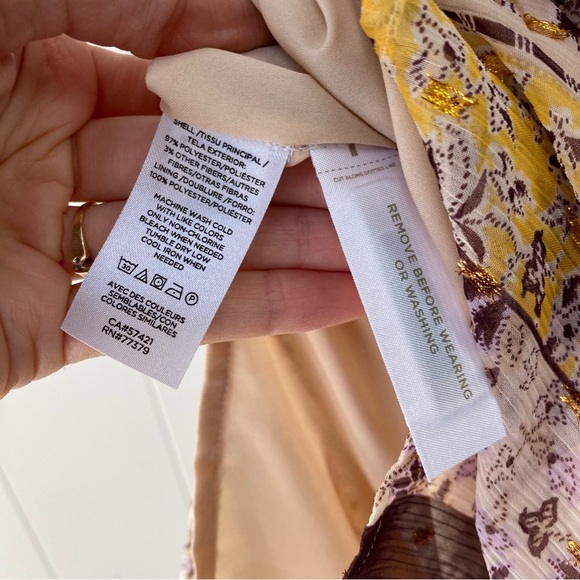 SHELL/TISSU PRINCIPAL/
TELA EXTERIOR:
97% POLYESTER/POLIESTER
3% OTHER FIBERS/AUTRES
FIBRES/OTRAS FIBRAS
LINING/DOUBLURE/FORRO:
100% POLYESTER/POLIESTER
MACHINE WASH COLD
WITH LIKE COLORS
ONLY NON-CHLORINE
BLEACH WHEN NEEDED
TUMBLE DRY LOW
COOL IRON WHEN
NEEDED
30 P
AVEC DES COULEURS
SEMBLABLES/CON
COLORES SIMILARES
CA#57421
RN#77379
CUT ALONG DOTTED LINE
REMOVE BEFORE WEARING
OR WASHING